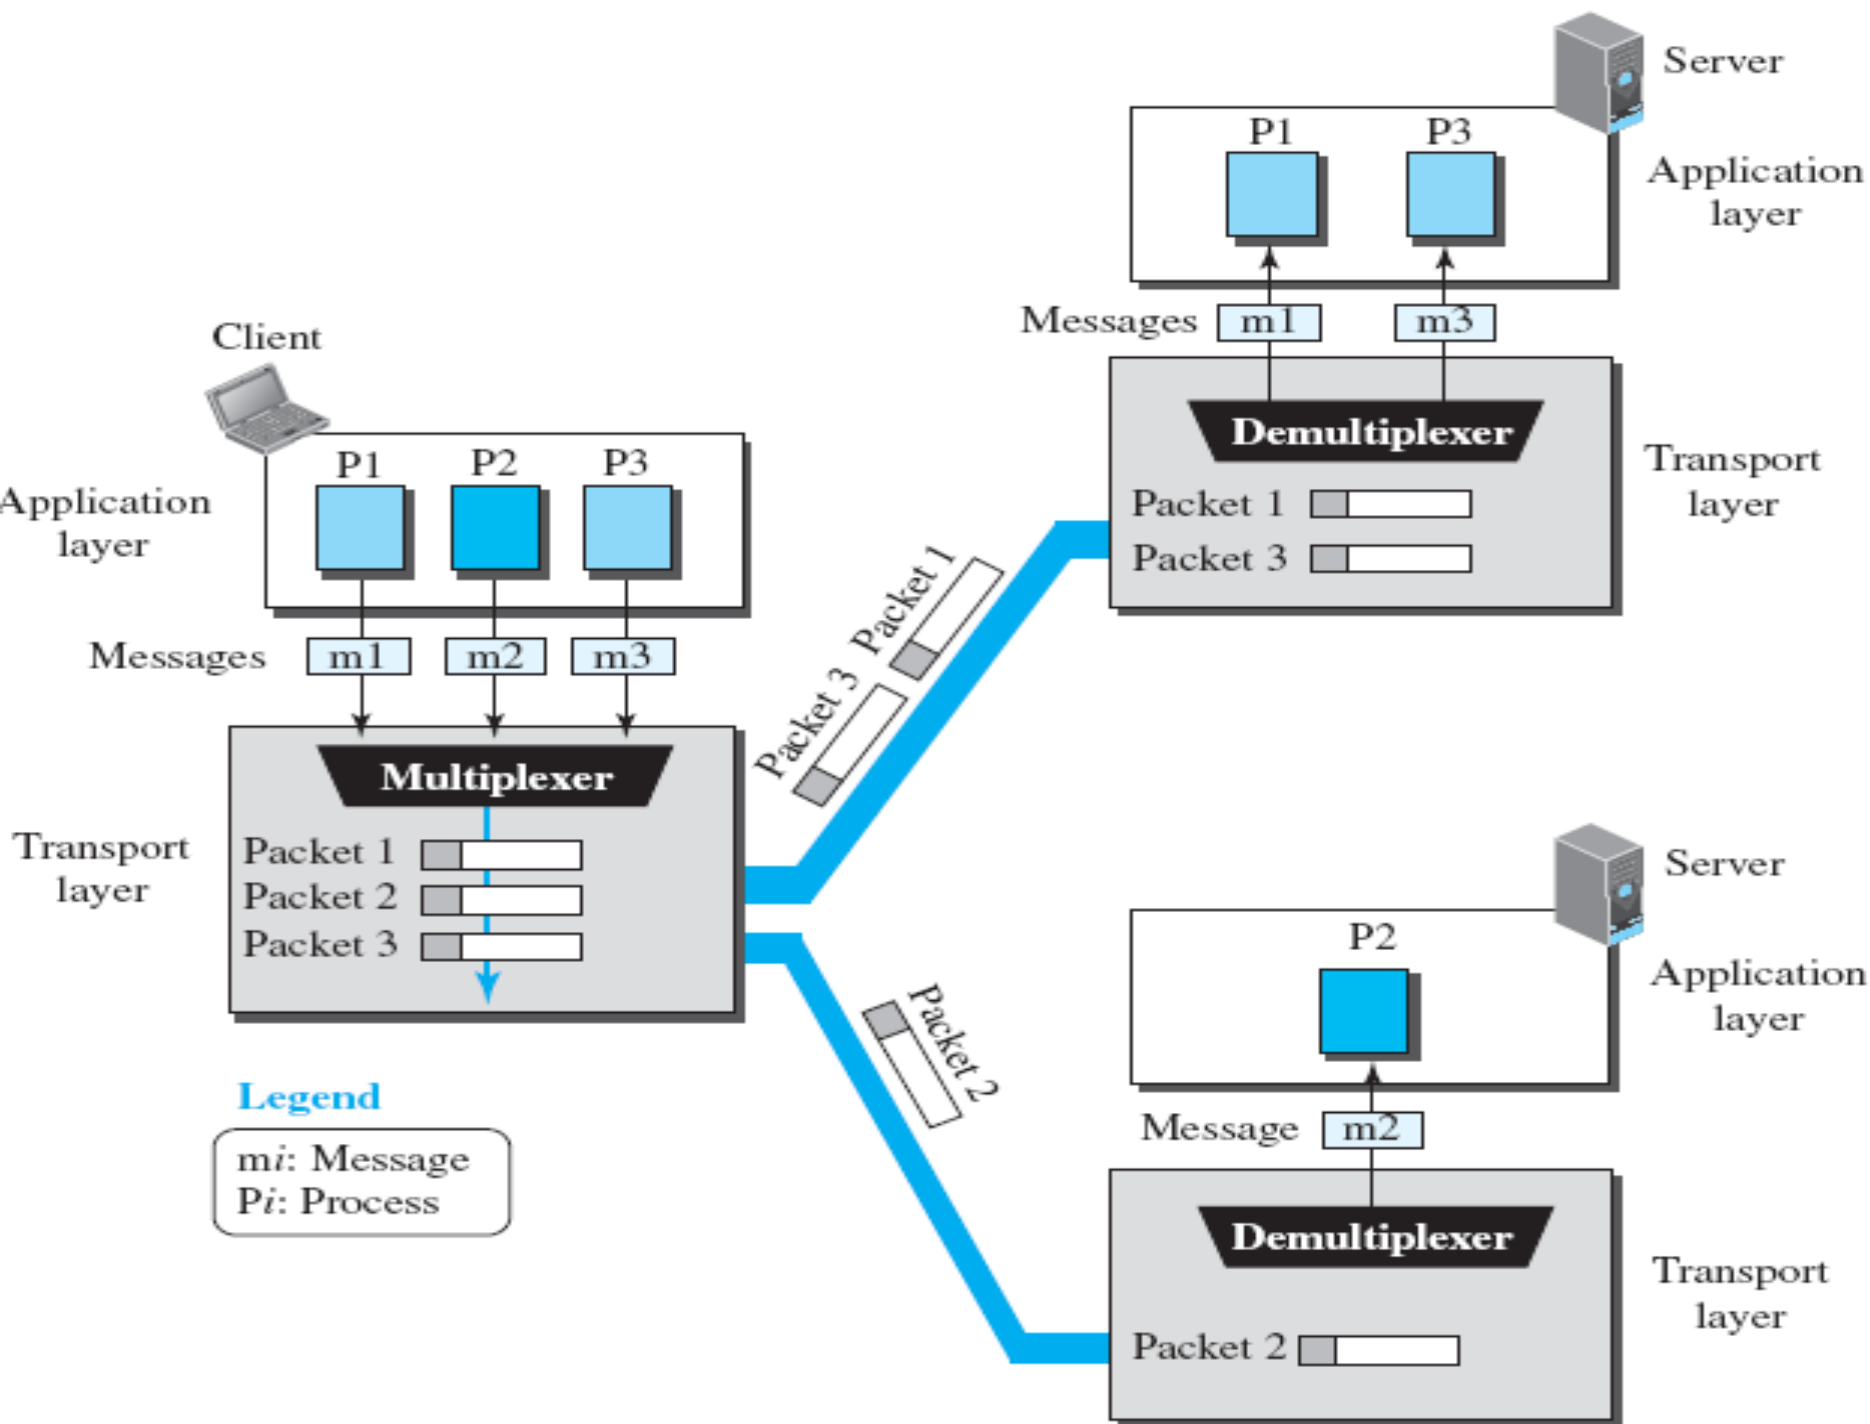 Server
P1 P3
Application
layer
Messages m1 m3
Demultiplexer
Transport
layer
Packet 1
Packet 3
Client
P1 P2 P3
Application
layer
Messages m1 m2 m3
Multiplexer
Transport
layer
Packet 1
Packet 2
Packet 3
Packet 1
Packet 3
Packet 2
Server
P2
Application
layer
Message m2
Demultiplexer
Transport
layer
Packet 2
Legend
mi: Message
Pi: Process